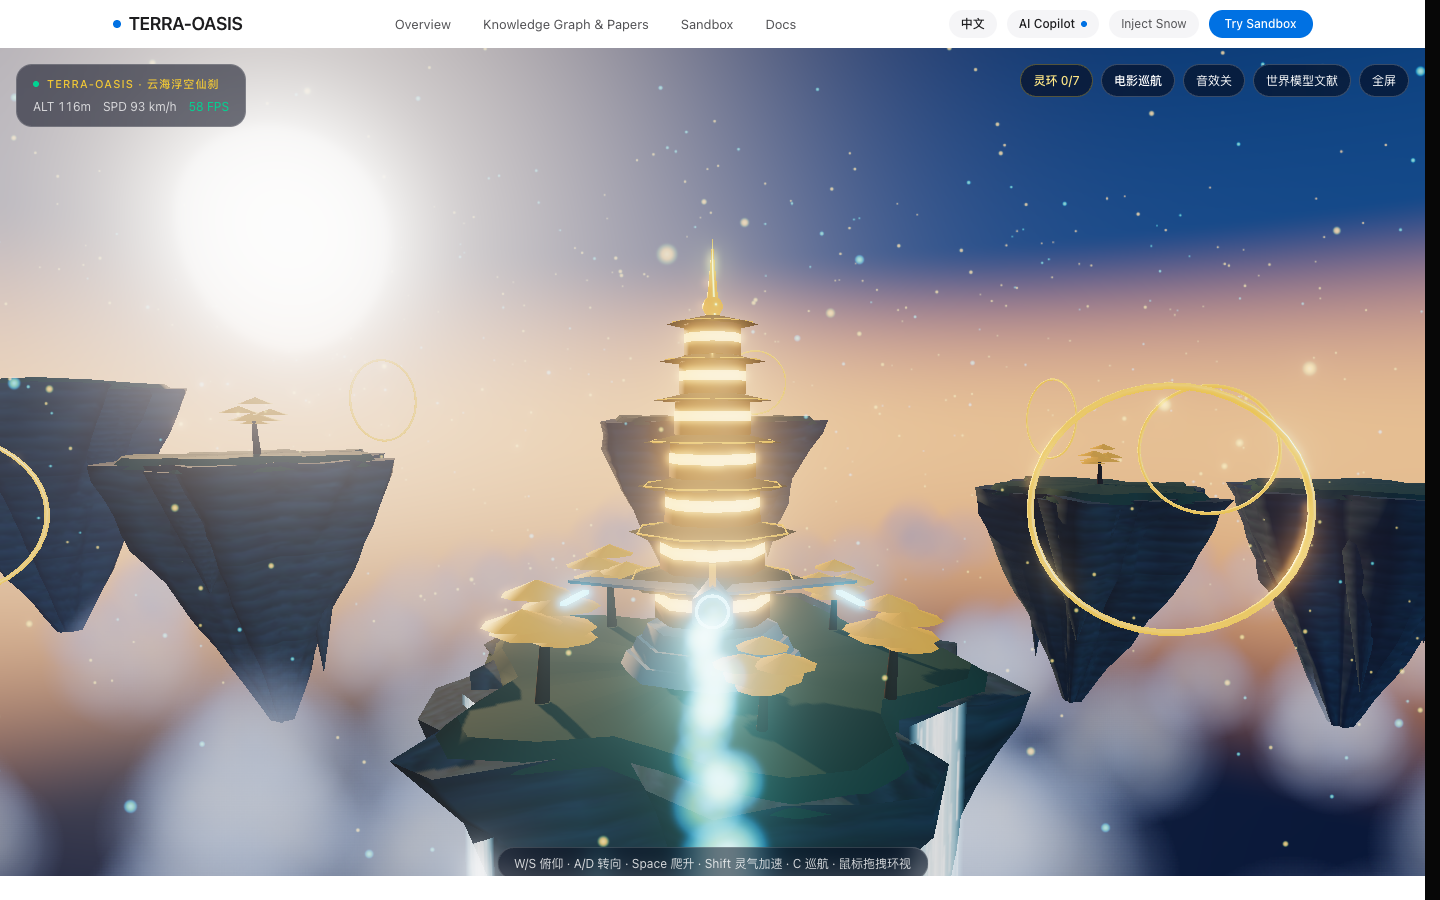 TERRA-OASIS
Overview
Knowledge Graph & Papers
Sandbox
Docs
中文
AI Copilot
Inject Snow
Try Sandbox
TERRA-OASIS · 云海浮空仙刹
ALT 116m SPD 93 km/h 58 FPS
灵环 0/7
电影巡航
音效关
世界模型文献
全屏
W/S 俯仰 · A/D 转向 · Space 爬升 · Shift 灵气加速 · C 巡航 · 鼠标拖拽环视